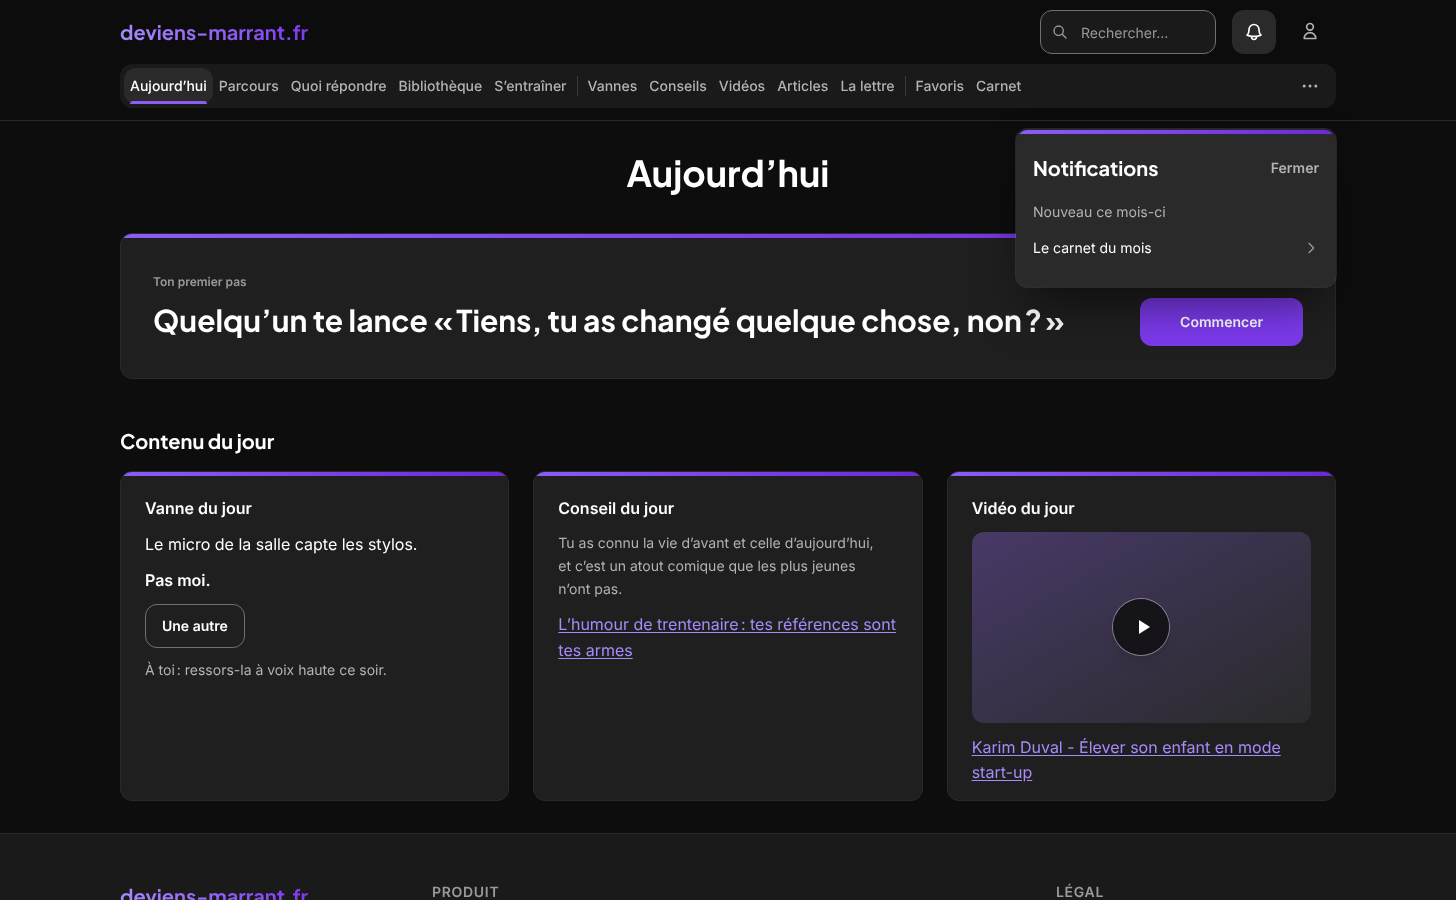 deviens-marrant.fr
Rechercher...
Aujourd’hui Parcours Quoi répondre Bibliothèque S’entraîner Vannes Conseils Vidéos Articles La lettre Favoris Carnet
Aujourd’hui
Notifications
Fermer
Nouveau ce mois-ci
Le carnet du mois
Ton premier pas
Quelqu’un te lance « Tiens, tu as changé quelque chose, non ? »
Commencer
Contenu du jour
Vanne du jour
Le micro de la salle capte les stylos.
Pas moi.
Une autre
À toi : ressors-la à voix haute ce soir.
Conseil du jour
Tu as connu la vie d’avant et celle d’aujourd’hui,
et c’est un atout comique que les plus jeunes
n’ont pas.
L’humour de trentenaire : tes références sont
tes armes
Vidéo du jour
Karim Duval - Élever son enfant en mode
start-up
deviens-marrant.fr
PRODUIT
LÉGAL